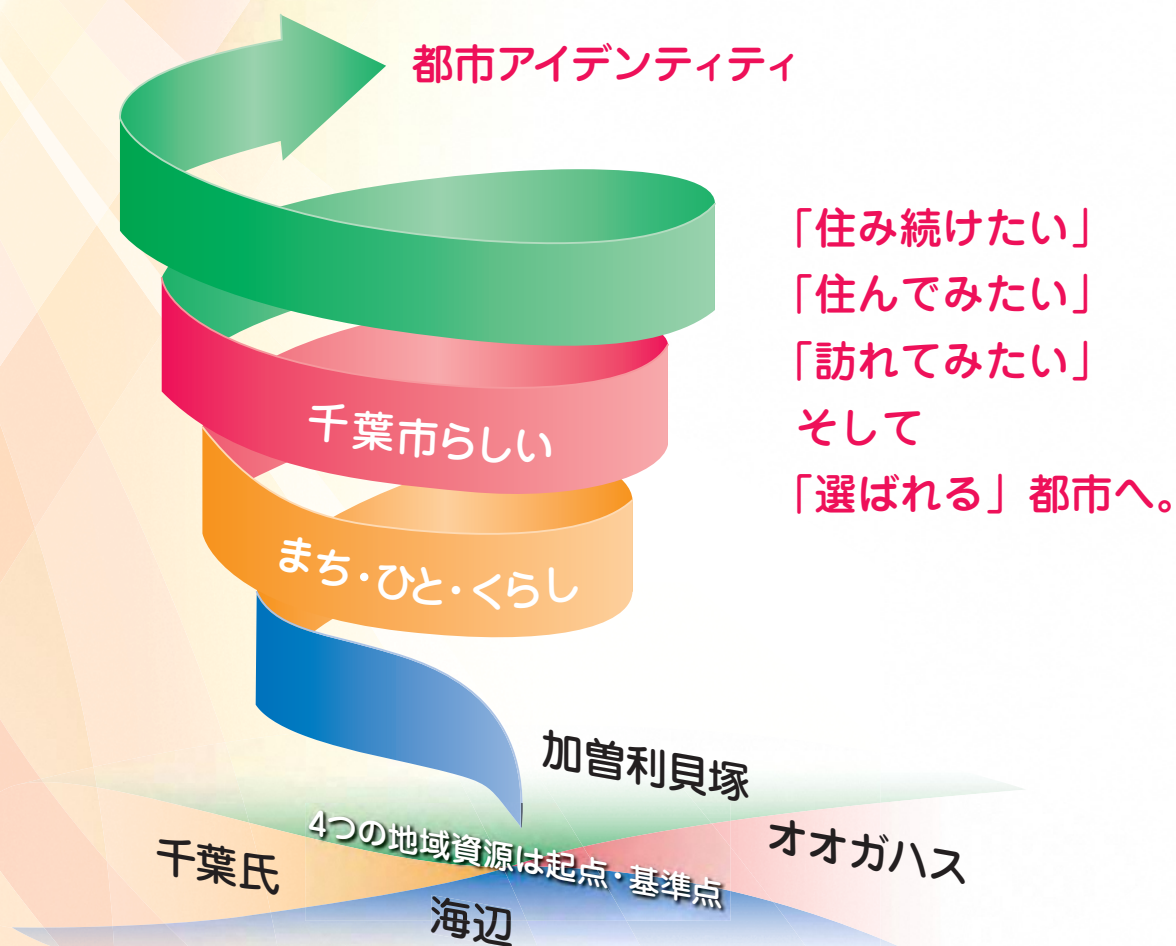 都市アイデンティティ
「住み続けたい」
「住んでみたい」
「訪れてみたい」
そして
「選ばれる」都市へ。
千葉市らしい
まち・ひと・くらし
加曽利貝塚
オオガハス
4つの地域資源は起点・基準点
千葉氏
海辺